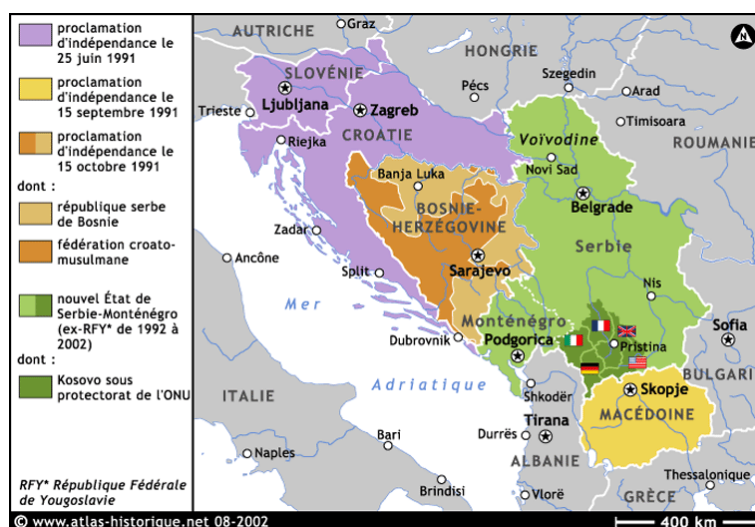 proclamation
d'indépendance le
25 juin 1991
proclamation
d'indépendance le
15 septembre 1991
proclamation
d'indépendance le
15 octobre 1991
dont :
république serbe
de Bosnie
fédération croato-
musulmane
nouvel État de
Serbie-Monténégro
(ex-RFY* de 1992 à
2002)
dont :
Kosovo sous
protectorat de l'ONU
RFY* République Fédérale
de Yougoslavie
© www.atlas-historique.net 08-2002
AUTRICHE
Graz
HONGRIE
N
SLOVÉNIE
Ljubljana
Pécs
Szegedin
Arad
Trieste
Zagreb
Timisoara
CROATIE
Riejka
Voïvodine
ROUMANIE
Novi Sad
Banja Luka
Belgrade
BOSNIE-
HERZÉGOVINE
Zadar
Serbie
Ancône
Sarajevo
Split
Nis
Mer
Monténégro
Sofia
Dubrovnik
Podgorica
Pristina
BULGARI
Adriatique
Shkodër
Skopje
ITALIE
MACÉDOINE
Tirana
Bari
Durrës
Naples
ALBANIE
Thessalonique
Brindisi
Vlorë
GRÈCE
400 km